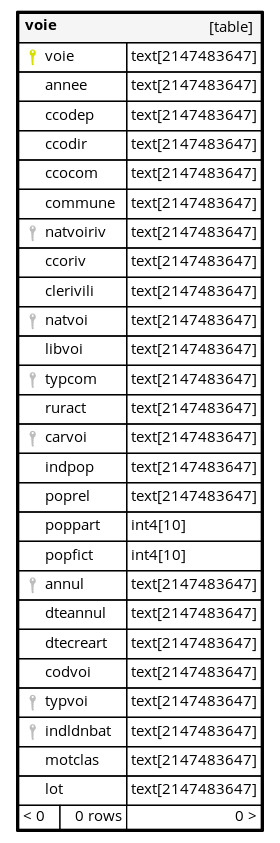 voie [table]
voie text[2147483647]
annee text[2147483647]
ccodep text[2147483647]
ccodir text[2147483647]
ccocom text[2147483647]
commune text[2147483647]
natvoiriv text[2147483647]
ccoriv text[2147483647]
clerivili text[2147483647]
natvoi text[2147483647]
libvoi text[2147483647]
typcom text[2147483647]
ruract text[2147483647]
carvoi text[2147483647]
indpop text[2147483647]
poprel text[2147483647]
poppart int4[10]
popfict int4[10]
annul text[2147483647]
dteannul text[2147483647]
dtecreart text[2147483647]
codvoi text[2147483647]
typvoi text[2147483647]
indldnbat text[2147483647]
motclas text[2147483647]
lot text[2147483647]
< 0 0 rows 0 >